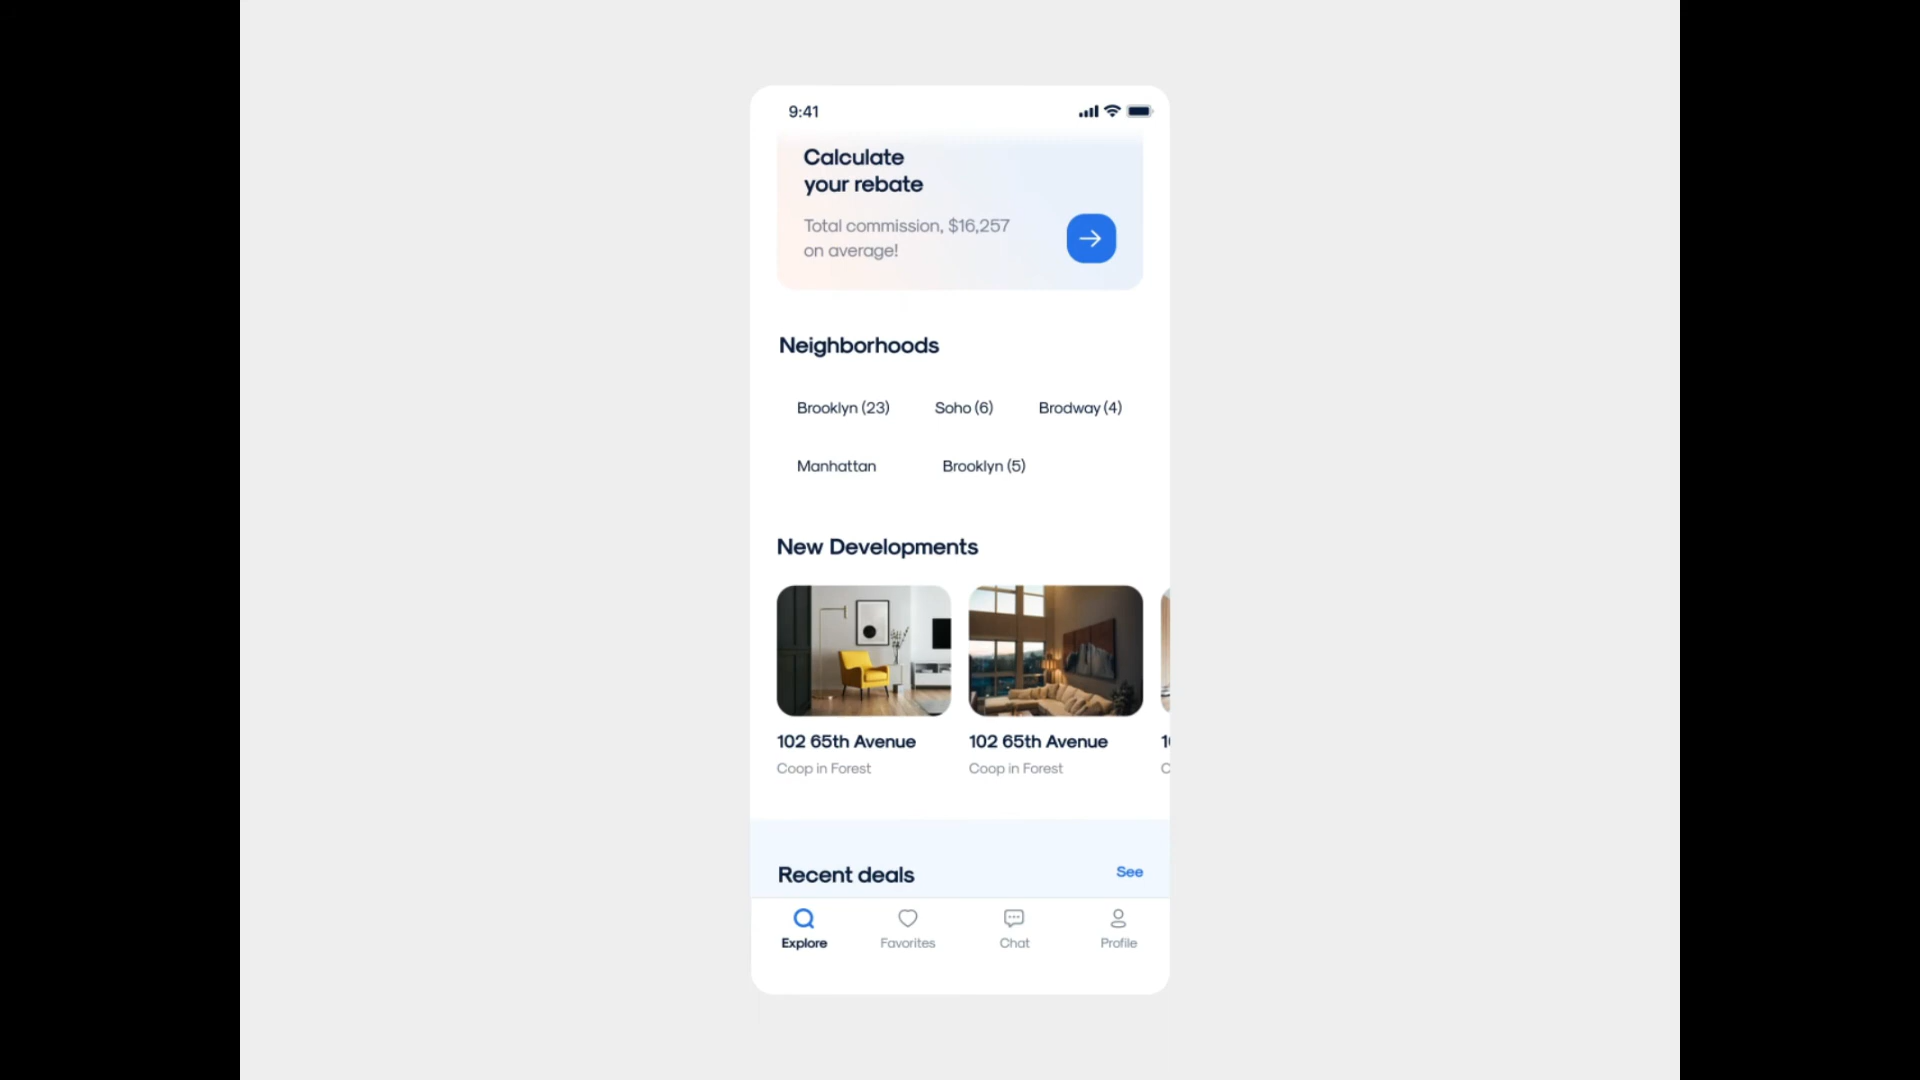 9:41
Calculate
your rebate
Total commission, $16,257
on average!
Neighborhoods
Brooklyn (23)
Soho (6)
Brodway (4)
Manhattan
Brooklyn (5)
New Developments
102 65th Avenue
Coop in Forest
102 65th Avenue
Coop in Forest
Recent deals
See
Explore
Favorites
Chat
Profile